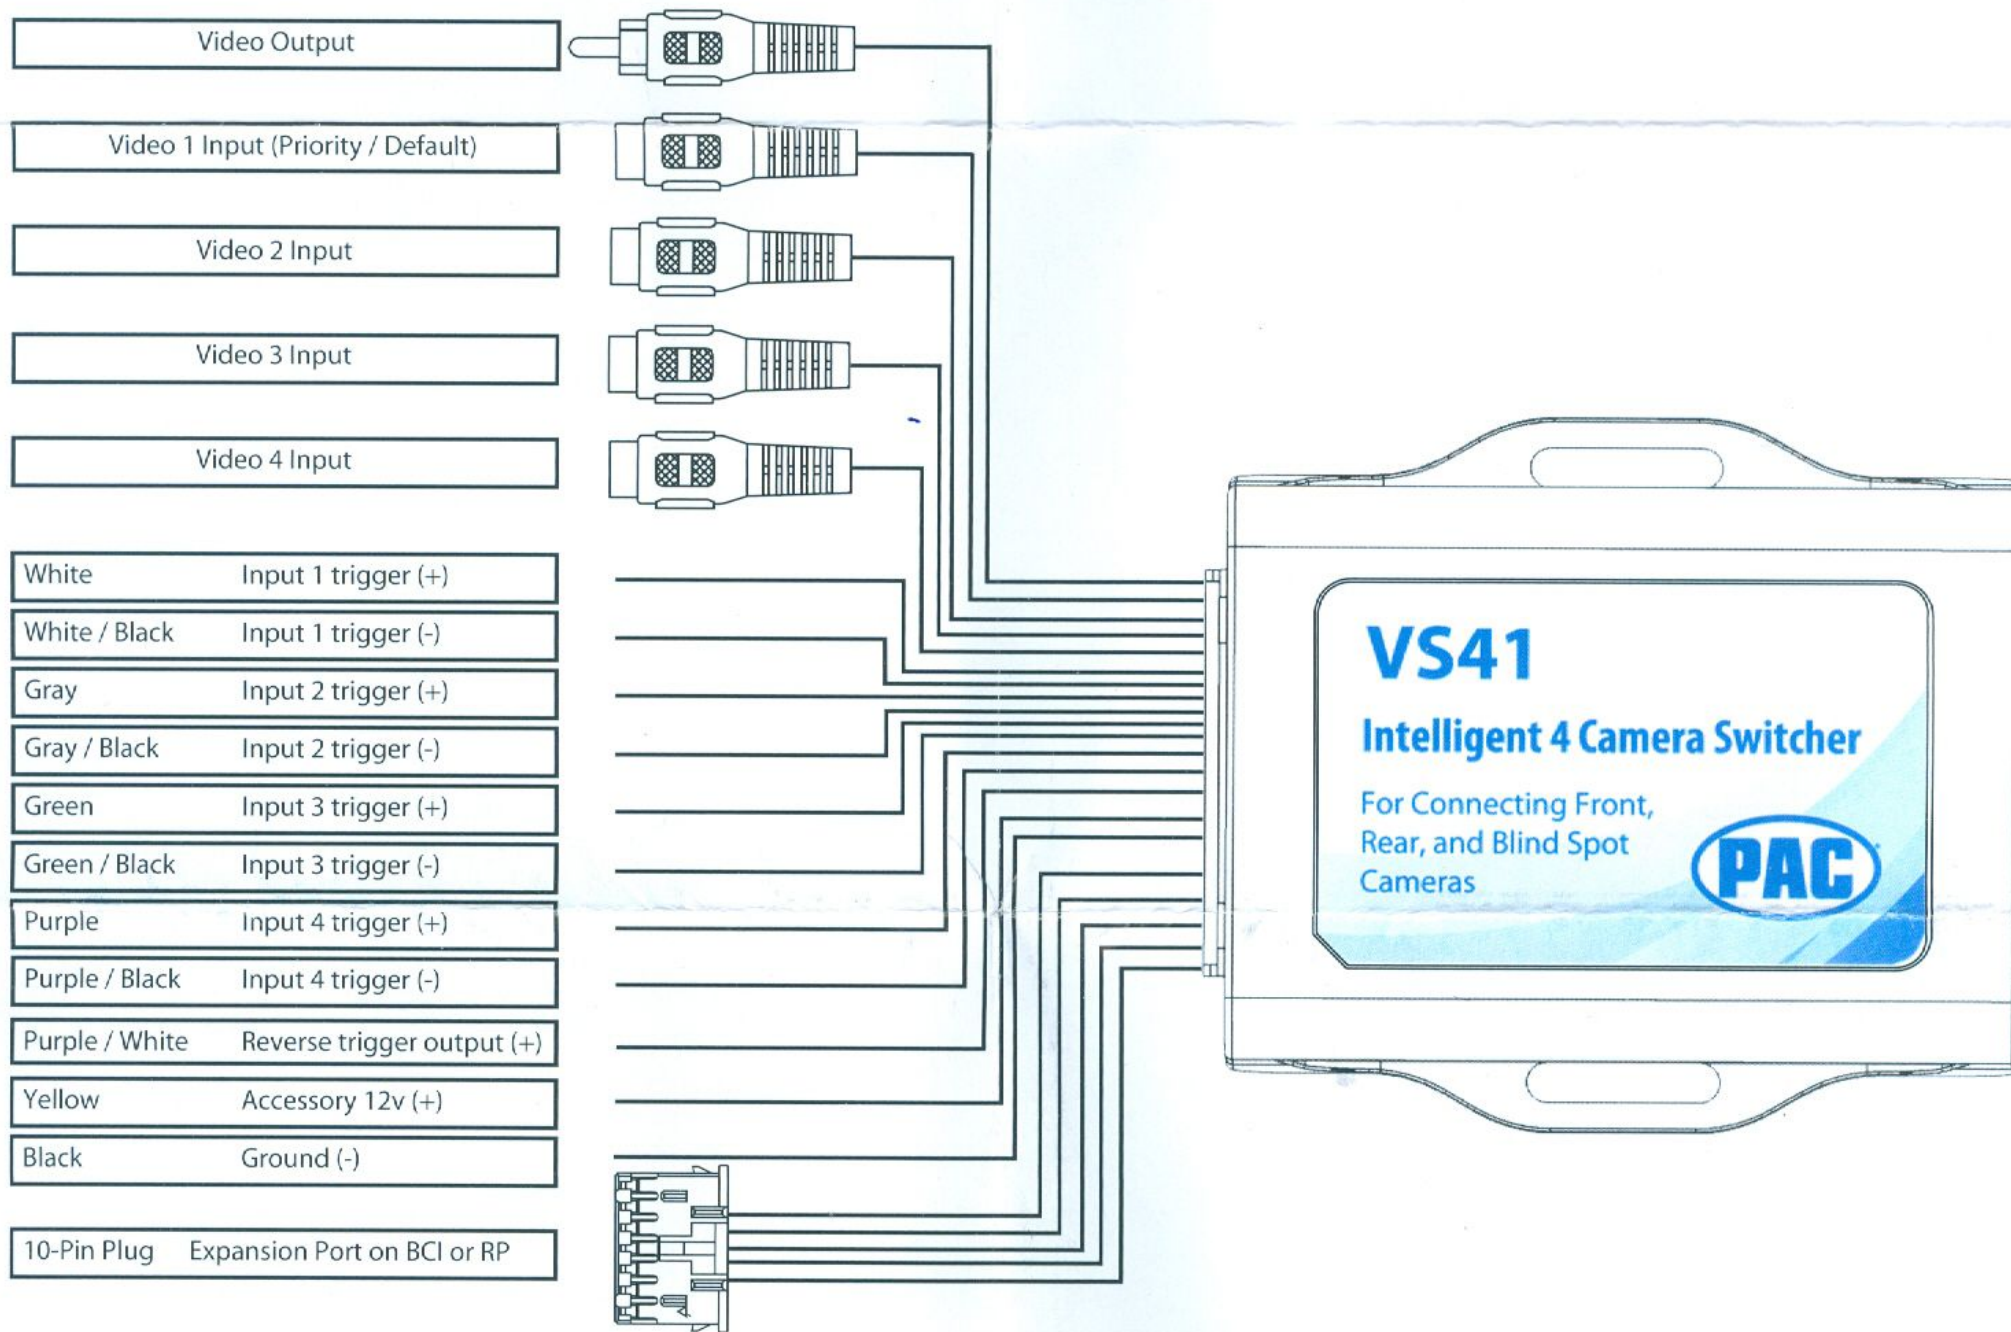 Video Output
Video 1 Input (Priority / Default)
Video 2 Input
Video 3 Input
Video 4 Input
White Input 1 trigger (+)
White / Black Input 1 trigger (-)
Gray Input 2 trigger (+)
Gray / Black Input 2 trigger (-)
Green Input 3 trigger (+)
Green / Black Input 3 trigger (-)
Purple Input 4 trigger (+)
Purple / Black Input 4 trigger (-)
Purple / White Reverse trigger output (+)
Yellow Accessory 12v (+)
Black Ground (-)
10-Pin Plug Expansion Port on BCI or RP
VS41
Intelligent 4 Camera Switcher
For Connecting Front,
Rear, and Blind Spot
Cameras
PAC